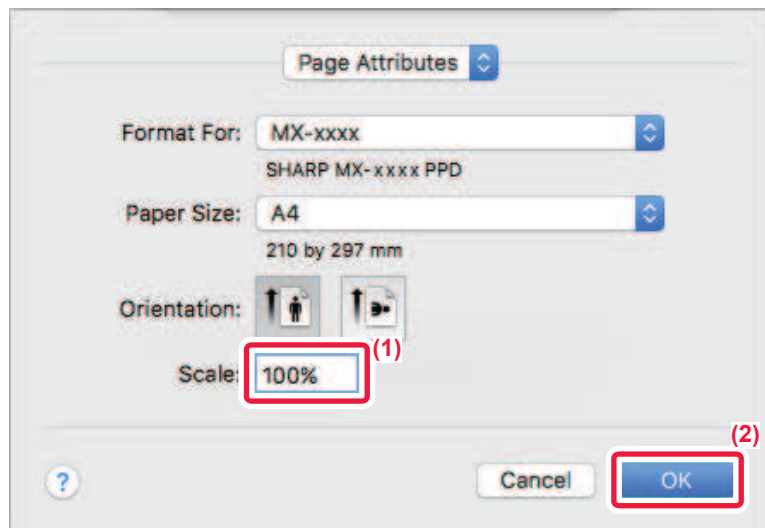 Page Attributes
Format For: MX-xxxx
SHARP MX-xxxx PPD
Paper Size: A4
210 by 297 mm
Orientation:
(1)
Scale: 100%
(2)
? Cancel OK